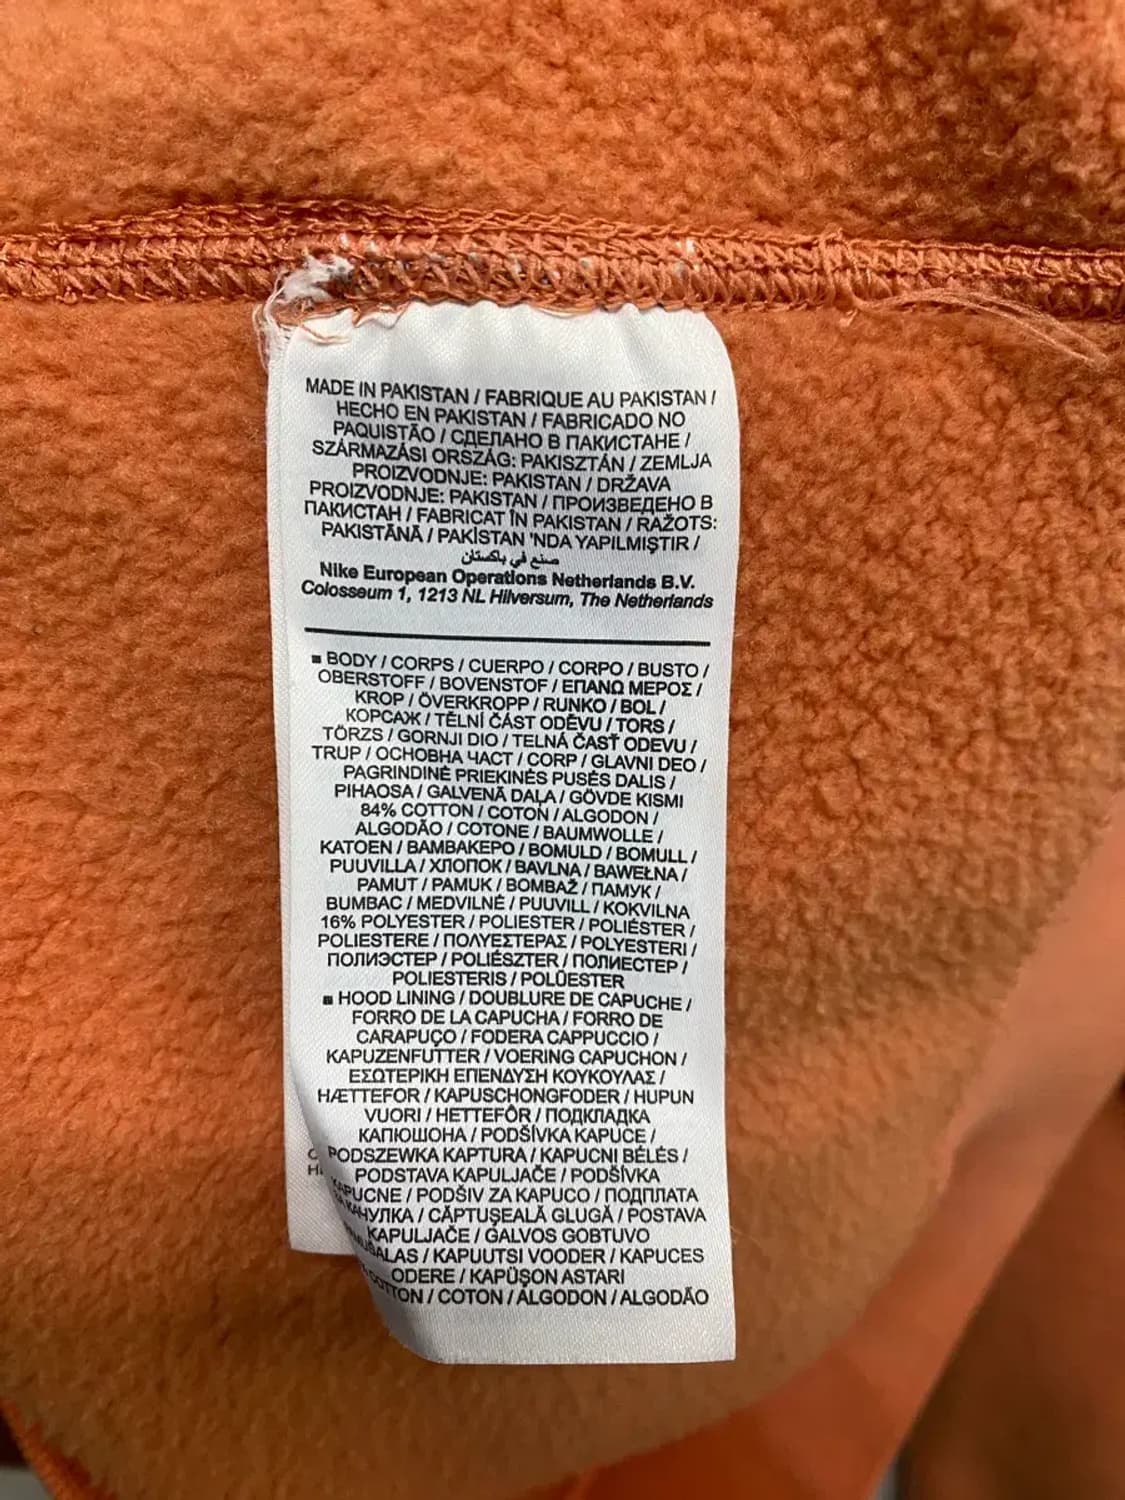 MADE IN PAKISTAN / FABRIQUE AU PAKISTAN /
HECHO EN PAKISTAN / FABRICADO NO
PAQUISTÃO / СДЕЛАНО В ПАКИСТАНЕ /
SZÁRMAZÁSI ORSZÁG: PAKISZTÁN / ZEMLJA
PROIZVODNJE: PAKISTAN / DRŽAVA
PROIZVODNJE: PAKISTAN / ПРОИЗВЕДЕНО В
ПАКИСТАН / FABRICAT ÎN PAKISTAN / RAŽOTS:
PAKISTĀNĀ / PAKİSTAN 'NDA YAPILMIŞTIR /
صنع في باكستان
Nike European Operations Netherlands B.V.
Colosseum 1, 1213 NL Hilversum, The Netherlands
■ BODY / CORPS / CUERPO / CORPO / BUSTO /
OBERSTOFF / BOVENSTOF / ΕΠΑΝΩ ΜΕΡΟΣ /
KROP / ÖVERKROPP / RUNKO / BOL /
КОРСАЖ / TĚLNÍ ČÁST ODĚVU / TORS /
TÖRZS / GORNJI DIO / TELNÁ ČASŤ ODEVU /
TRUP / ОСНОВНА ЧАСТ / CORP / GLAVNI DEO /
PAGRINDINĖ PRIEKINĖS PUSĖS DALIS /
PIHAOSA / GALVENĀ DAĻA / GÖVDE KISMI
84% COTTON / COTON / ALGODON /
ALGODÃO / COTONE / BAUMWOLLE /
KATOEN / ΒΑΜΒΑΚΕΡΟ / BOMULD / BOMULL /
PUUVILLA / ХЛОПОК / BAVLNA / BAWEŁNA /
PAMUT / PAMUK / BOMBAŽ / ПАМУК /
BUMBAC / MEDVILNĖ / PUUVILL / KOKVILNA
16% POLYESTER / POLIESTER / POLIÉSTER /
POLIESTERE / ΠΟΛΥΕΣΤΕΡΑΣ / POLYESTERI /
ПОЛИЭСТЕР / POLIÉSZTER / ПОЛИЕСТЕР /
POLIESTERIS / POLÜESTER
■ HOOD LINING / DOUBLURE DE CAPUCHE /
FORRO DE LA CAPUCHA / FORRO DE
CARAPUÇO / FODERA CAPPUCCIO /
KAPUZENFUTTER / VOERING CAPUCHON /
ΕΣΩΤΕΡΙΚΗ ΕΠΕΝΔΥΣΗ ΚΟΥΚΟΥΛΑΣ /
HÆTTEFOR / KAPUSCHONGFODER / HUPUN
VUORI / HETTEFÔR / ПОДКЛАДКА
КАПЮШОНА / PODŠÍVKA KAPUCE /
PODSZEWKA KAPTURA / KAPUCNI BÉLÉS /
PODSTAVA KAPULJAČE / PODŠÍVKA
KAPUCNE / PODŠIV ZA KAPUCO / ПОДПЛАТА
ЗА КАЧУЛКА / CĂPTUŞEALĂ GLUGĂ / POSTAVA
KAPULJAČE / GALVOS GOBTUVO
/ KAPUUTSI VOODER / KAPUCES
ODERE / KAPÜŞON ASTARI
COTTON / COTON / ALGODON / ALGODÃO